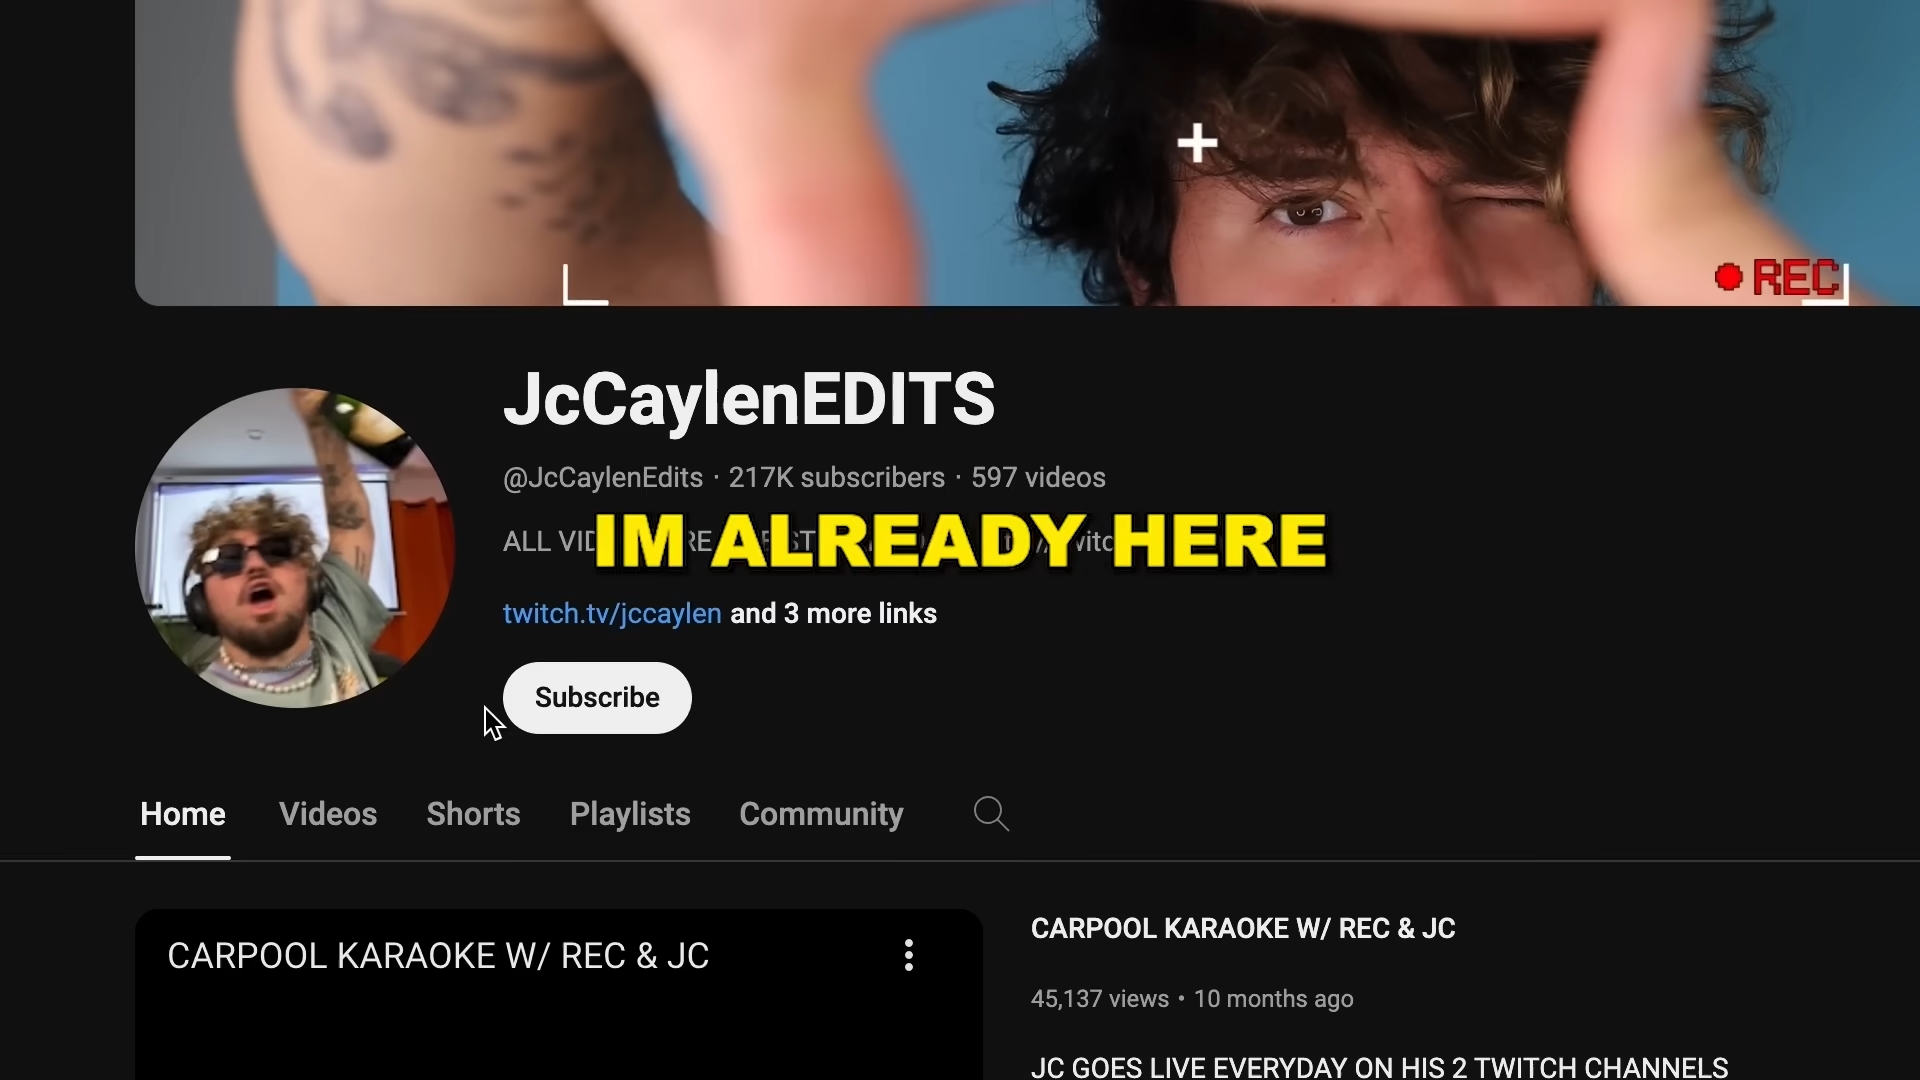 REC
JcCaylenEDITS
@JcCaylenEdits · 217K subscribers · 597 videos
ALL
IM ALREADY HERE
twitch.tv/jccaylen and 3 more links
Subscribe
Home Videos Shorts Playlists Community
CARPOOL KARAOKE W/ REC & JC
CARPOOL KARAOKE W/ REC & JC
45,137 views • 10 months ago
JC GOES LIVE EVERYDAY ON HIS 2 TWITCH CHANNELS